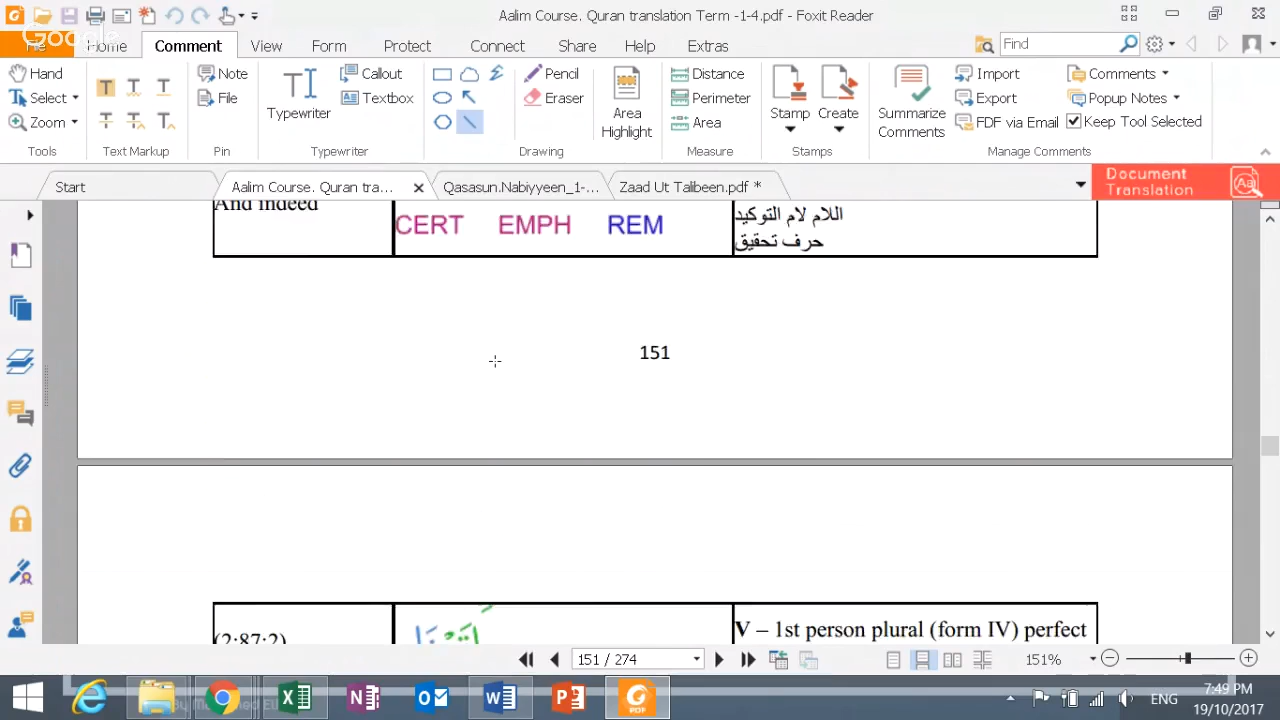 Aalim Course. Quran translation Term -1-4.pdf - Foxit Reader
Google
File Home Comment View Form Protect Connect Share Help Extras Find
Hand
Select
Zoom
Tools
Text Markup
Note
File
Pin
Typewriter
Callout
Textbox
Typewriter
Pencil
Eraser
Drawing
Area
Highlight
Distance
Perimeter
Area
Measure
Stamp
Create
Stamps
Summarize
Comments
Import
Export
FDF via Email
Comments
Popup Notes
Keep Tool Selected
Manage Comments
Start
Aalim Course. Quran tra...
Qasasun.Nabiyyeen_1-...
Zaad Ut Talibeen.pdf *
Document
Translation
And indeed
CERT EMPH REM
اللام لام التوكيد
حرف تحقيق
151
(2:87:2)
V – 1st person plural (form IV) perfect
151 / 274
151%
ENG
7:49 PM
19/10/2017